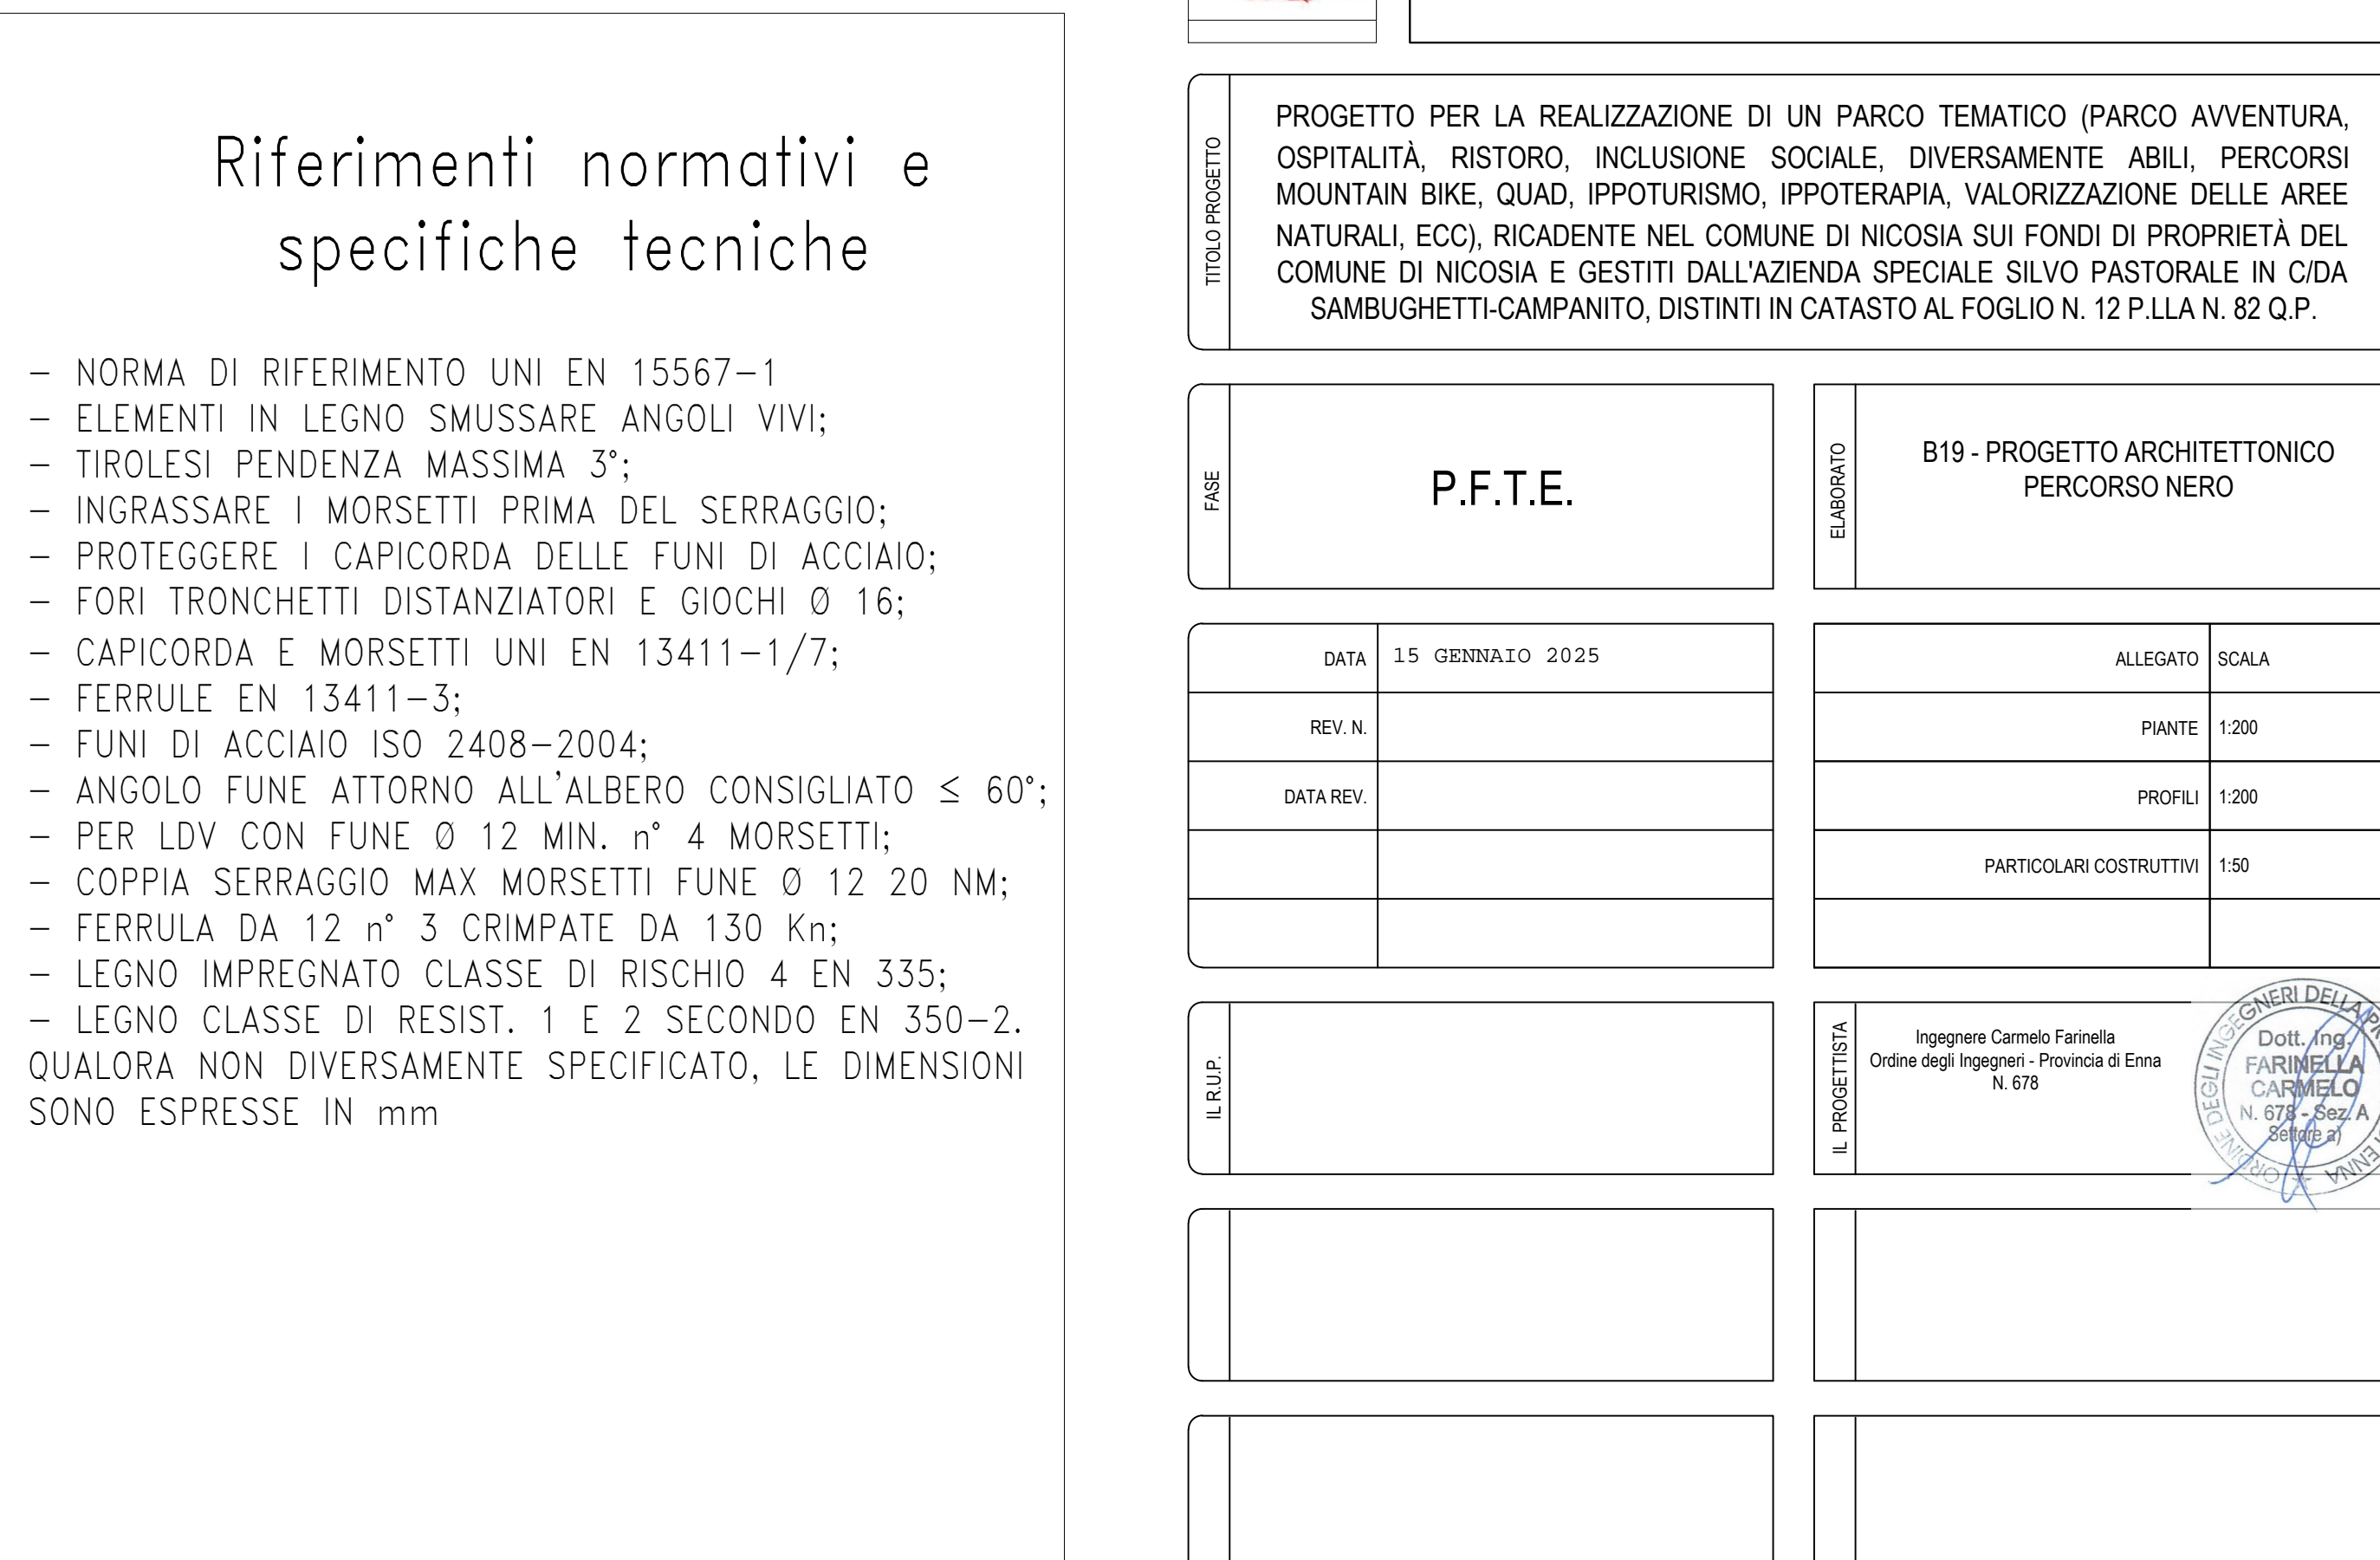 Riferimenti normativi e
specifiche tecniche
– NORMA DI RIFERIMENTO UNI EN 15567–1
– ELEMENTI IN LEGNO SMUSSARE ANGOLI VIVI;
– TIROLESI PENDENZA MASSIMA 3°;
– INGRASSARE I MORSETTI PRIMA DEL SERRAGGIO;
– PROTEGGERE I CAPICORDA DELLE FUNI DI ACCIAIO;
– FORI TRONCHETTI DISTANZIATORI E GIOCHI Ø 16;
– CAPICORDA E MORSETTI UNI EN 13411–1/7;
– FERRULE EN 13411–3;
– FUNI DI ACCIAIO ISO 2408–2004;
– ANGOLO FUNE ATTORNO ALL'ALBERO CONSIGLIATO ≤ 60°;
– PER LDV CON FUNE Ø 12 MIN. n° 4 MORSETTI;
– COPPIA SERRAGGIO MAX MORSETTI FUNE Ø 12 20 NM;
– FERRULA DA 12 n° 3 CRIMPATE DA 130 Kn;
– LEGNO IMPREGNATO CLASSE DI RISCHIO 4 EN 335;
– LEGNO CLASSE DI RESIST. 1 E 2 SECONDO EN 350–2.
QUALORA NON DIVERSAMENTE SPECIFICATO, LE DIMENSIONI
SONO ESPRESSE IN mm
TITOLO PROGETTO
PROGETTO PER LA REALIZZAZIONE DI UN PARCO TEMATICO (PARCO AVVENTURA,
OSPITALITÀ, RISTORO, INCLUSIONE SOCIALE, DIVERSAMENTE ABILI, PERCORSI
MOUNTAIN BIKE, QUAD, IPPOTURISMO, IPPOTERAPIA, VALORIZZAZIONE DELLE AREE
NATURALI, ECC), RICADENTE NEL COMUNE DI NICOSIA SUI FONDI DI PROPRIETÀ DEL
COMUNE DI NICOSIA E GESTITI DALL'AZIENDA SPECIALE SILVO PASTORALE IN C/DA
SAMBUGHETTI-CAMPANITO, DISTINTI IN CATASTO AL FOGLIO N. 12 P.LLA N. 82 Q.P.
FASE
P.F.T.E.
ELABORATO
B19 - PROGETTO ARCHITETTONICO
PERCORSO NERO
DATA 15 GENNAIO 2025
REV. N.
DATA REV.
ALLEGATO SCALA
PIANTE 1:200
PROFILI 1:200
PARTICOLARI COSTRUTTIVI 1:50
IL R.U.P.
IL PROGETTISTA
Ingegnere Carmelo Farinella
Ordine degli Ingegneri - Provincia di Enna
N. 678
ORDINE DEGLI INGEGNERI DELLA
ENNA
Dott. Ing.
FARINELLA
CARMELO
N. 678 - Sez. A
Settore a)